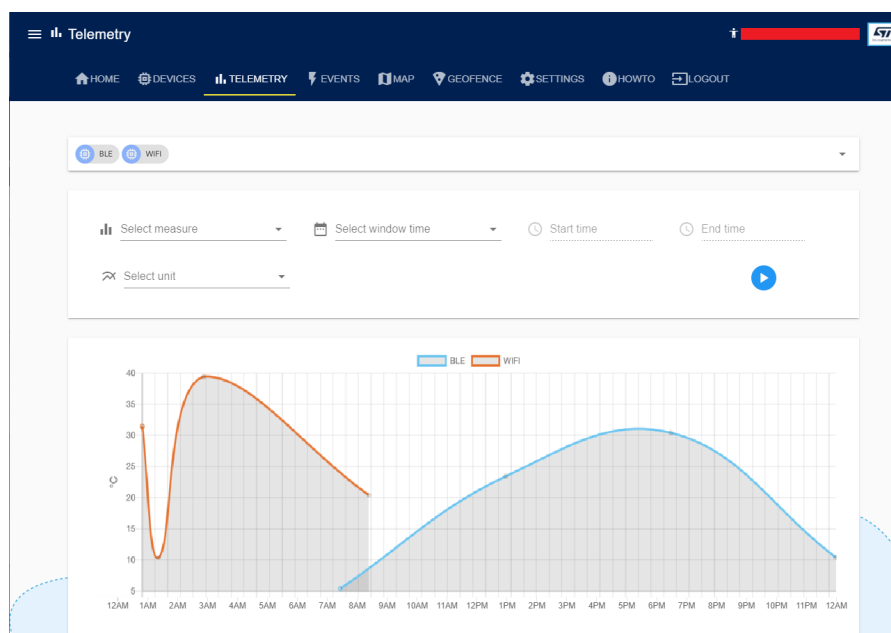 Telemetry
HOME DEVICES TELEMETRY EVENTS MAP GEOFENCE SETTINGS HOWTO LOGOUT
BLE WIFI
Select measure Select window time Start time End time
Select unit
BLE WIFI
40
35
30
25
20
15
10
5
°C
12AM 1AM 2AM 3AM 4AM 5AM 6AM 7AM 8AM 9AM 10AM 11AM 12PM 1PM 2PM 3PM 4PM 5PM 6PM 7PM 8PM 9PM 10PM 11PM 12AM